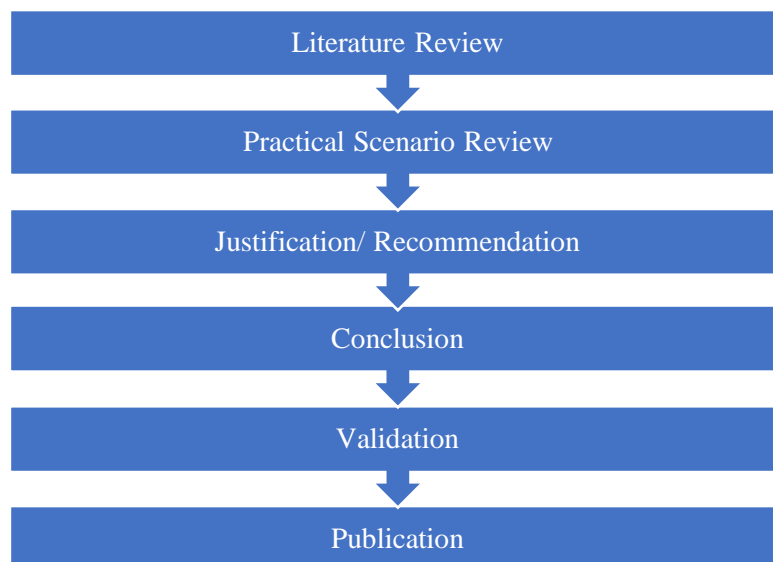 Literature Review
Practical Scenario Review
Justification/ Recommendation
Conclusion
Validation
Publication